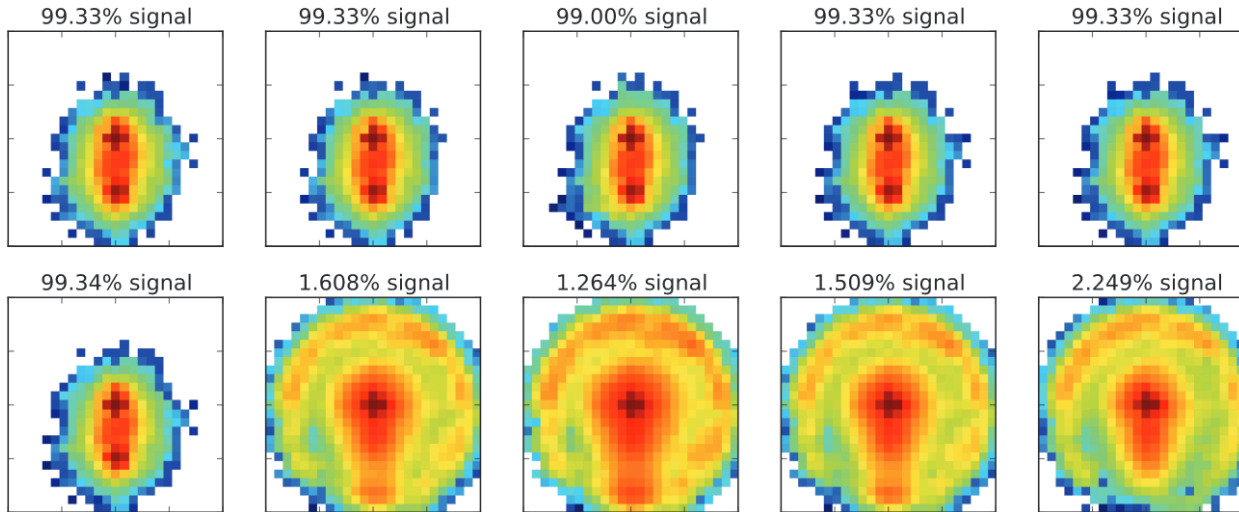 99.33% signal
99.33% signal
99.00% signal
99.33% signal
99.33% signal
99.34% signal
1.608% signal
1.264% signal
1.509% signal
2.249% signal